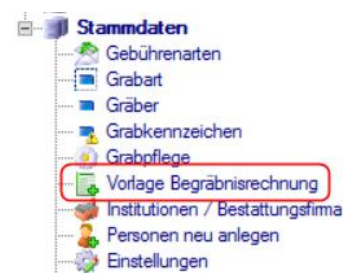 Stammdaten
Gebührenarten
Grabart
Gräber
Grabkennzeichen
Grabpflege
Vorlage Begräbnisrechnung
Institutionen / Bestattungsfirma
Personen neu anlegen
Einstellungen